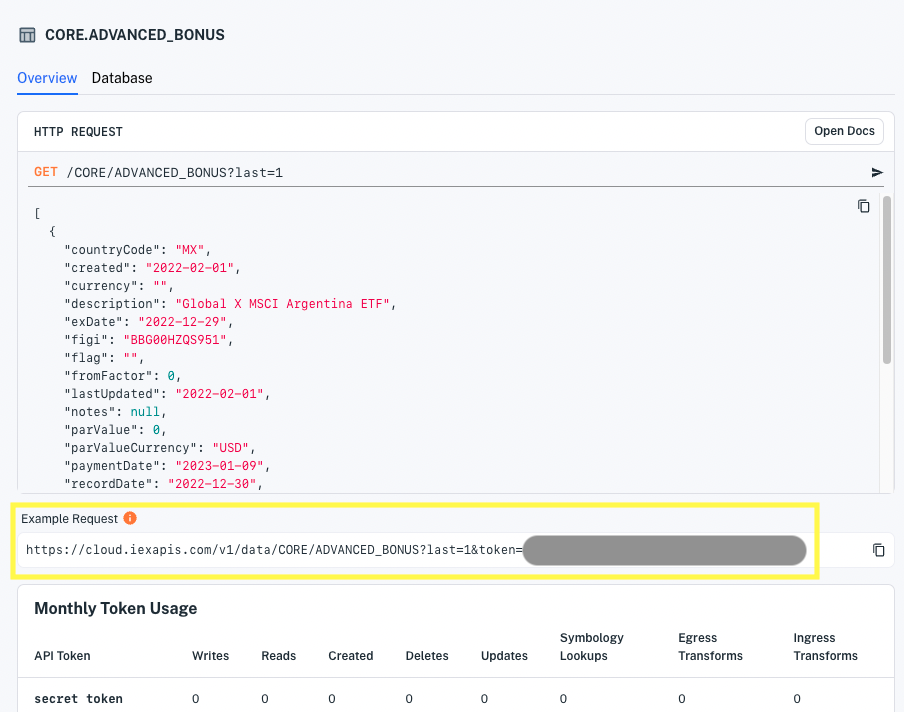 CORE.ADVANCED_BONUS
Overview Database
HTTP REQUEST Open Docs
GET /CORE/ADVANCED_BONUS?last=1
[
{
"countryCode": "MX",
"created": "2022-02-01",
"currency": "",
"description": "Global X MSCI Argentina ETF",
"exDate": "2022-12-29",
"figi": "BBG00HZQS951",
"flag": "",
"fromFactor": 0,
"lastUpdated": "2022-02-01",
"notes": null,
"parValue": 0,
"parValueCurrency": "USD",
"paymentDate": "2023-01-09",
"recordDate": "2022-12-30",
Example Request
https://cloud.iexapis.com/v1/data/CORE/ADVANCED_BONUS?last=1&token=
Monthly Token Usage
API Token Writes Reads Created Deletes Updates Symbology Lookups Egress Transforms Ingress Transforms
secret token 0 0 0 0 0 0 0 0